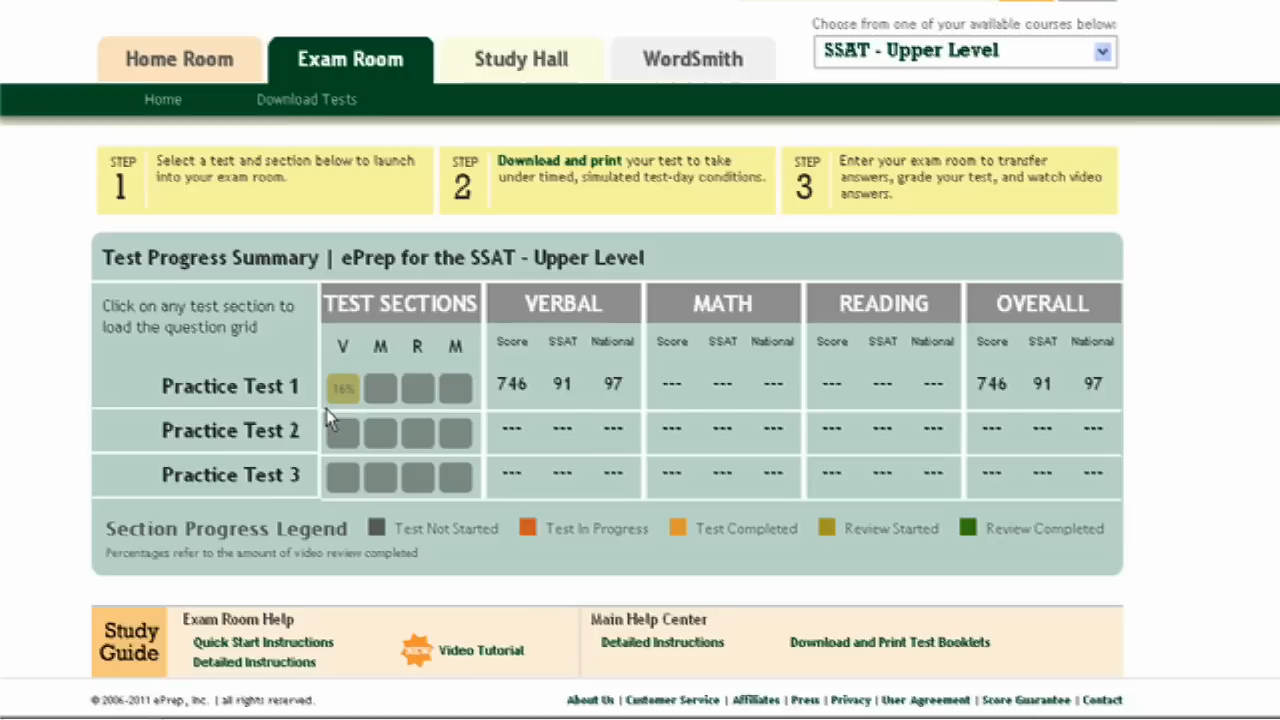 Choose from one of your available courses below:
SSAT - Upper Level
Home Room
Exam Room
Study Hall
WordSmith
Home
Download Tests
STEP 1
Select a test and section below to launch
into your exam room.
STEP 2
Download and print your test to take
under timed, simulated test-day conditions.
STEP 3
Enter your exam room to transfer
answers, grade your test, and watch video
answers.
Test Progress Summary | ePrep for the SSAT - Upper Level
Click on any test section to
load the question grid
TEST SECTIONS VERBAL MATH READING OVERALL
V M R M Score SSAT National Score SSAT National Score SSAT National Score SSAT National
Practice Test 1 16% 746 91 97 --- --- --- --- --- --- 746 91 97
Practice Test 2 --- --- --- --- --- --- --- --- --- --- --- ---
Practice Test 3 --- --- --- --- --- --- --- --- --- --- --- ---
Section Progress Legend Test Not Started Test In Progress Test Completed Review Started Review Completed
Percentages refer to the amount of video review completed
Study
Guide
Exam Room Help
Quick Start Instructions
Detailed Instructions
NEW Video Tutorial
Main Help Center
Detailed Instructions
Download and Print Test Booklets
© 2006-2011 ePrep, Inc. | all rights reserved.
About Us | Customer Service | Affiliates | Press | Privacy | User Agreement | Score Guarantee | Contact